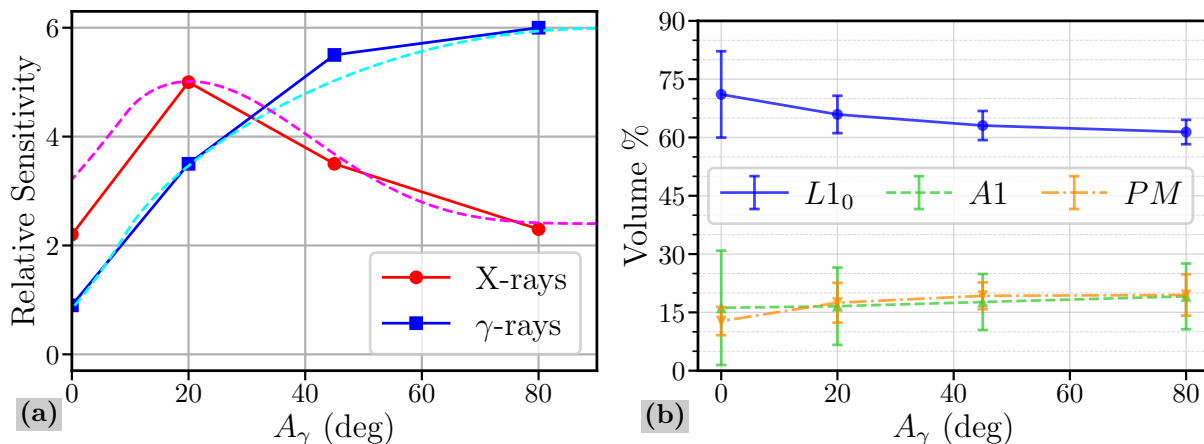 Relative Sensitivity
6
4
2
0
X-rays
γ-rays
0 20 40 60 80
A_γ (deg)
(a)
Volume %
90
75
60
45
30
15
0
L1₀ A1 PM
0 20 40 60 80
A_γ (deg)
(b)